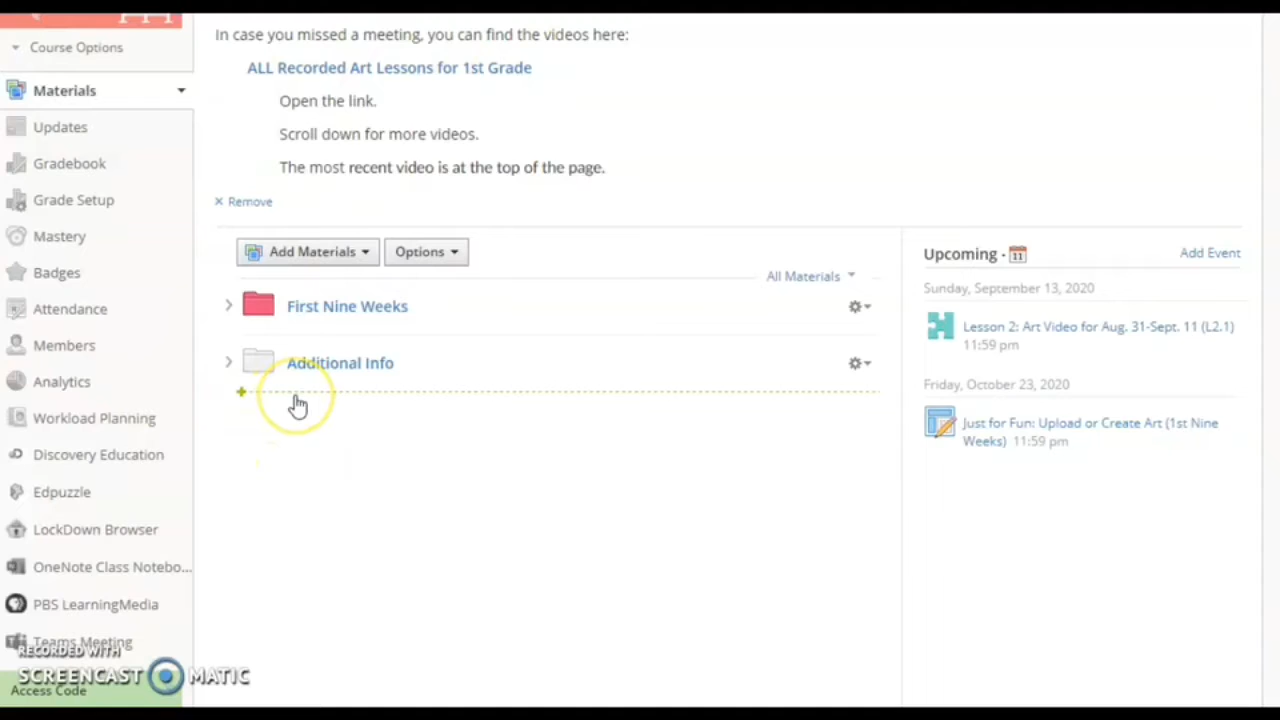 Course Options
Materials
Updates
Gradebook
Grade Setup
Mastery
Badges
Attendance
Members
Analytics
Workload Planning
Discovery Education
Edpuzzle
LockDown Browser
OneNote Class Notebo...
PBS LearningMedia
Teams Meeting
RECORDED WITH
SCREENCAST MATIC
Access Code
In case you missed a meeting, you can find the videos here:
ALL Recorded Art Lessons for 1st Grade
Open the link.
Scroll down for more videos.
The most recent video is at the top of the page.
× Remove
Add Materials
Options
All Materials
First Nine Weeks
Additional Info
Upcoming · 11
Add Event
Sunday, September 13, 2020
Lesson 2: Art Video for Aug. 31-Sept. 11 (L2.1)
11:59 pm
Friday, October 23, 2020
Just for Fun: Upload or Create Art (1st Nine
Weeks) 11:59 pm